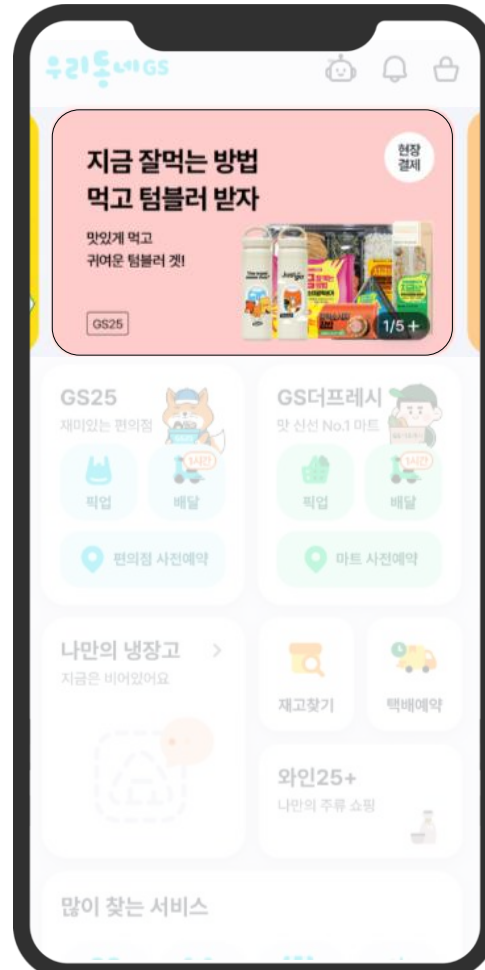 우리동네GS
지금 잘먹는 방법
먹고 텀블러 받자
현장
결제
맛있게 먹고
귀여운 텀블러 겟!
GS25
1/5 +
GS25
재미있는 편의점
픽업
1시간
배달
편의점 사전예약
GS더프레시
맛 신선 No.1 마트
픽업
1시간
배달
마트 사전예약
나만의 냉장고 >
지금은 비어있어요
재고찾기
택배예약
와인25+
나만의 주류 쇼핑
많이 찾는 서비스